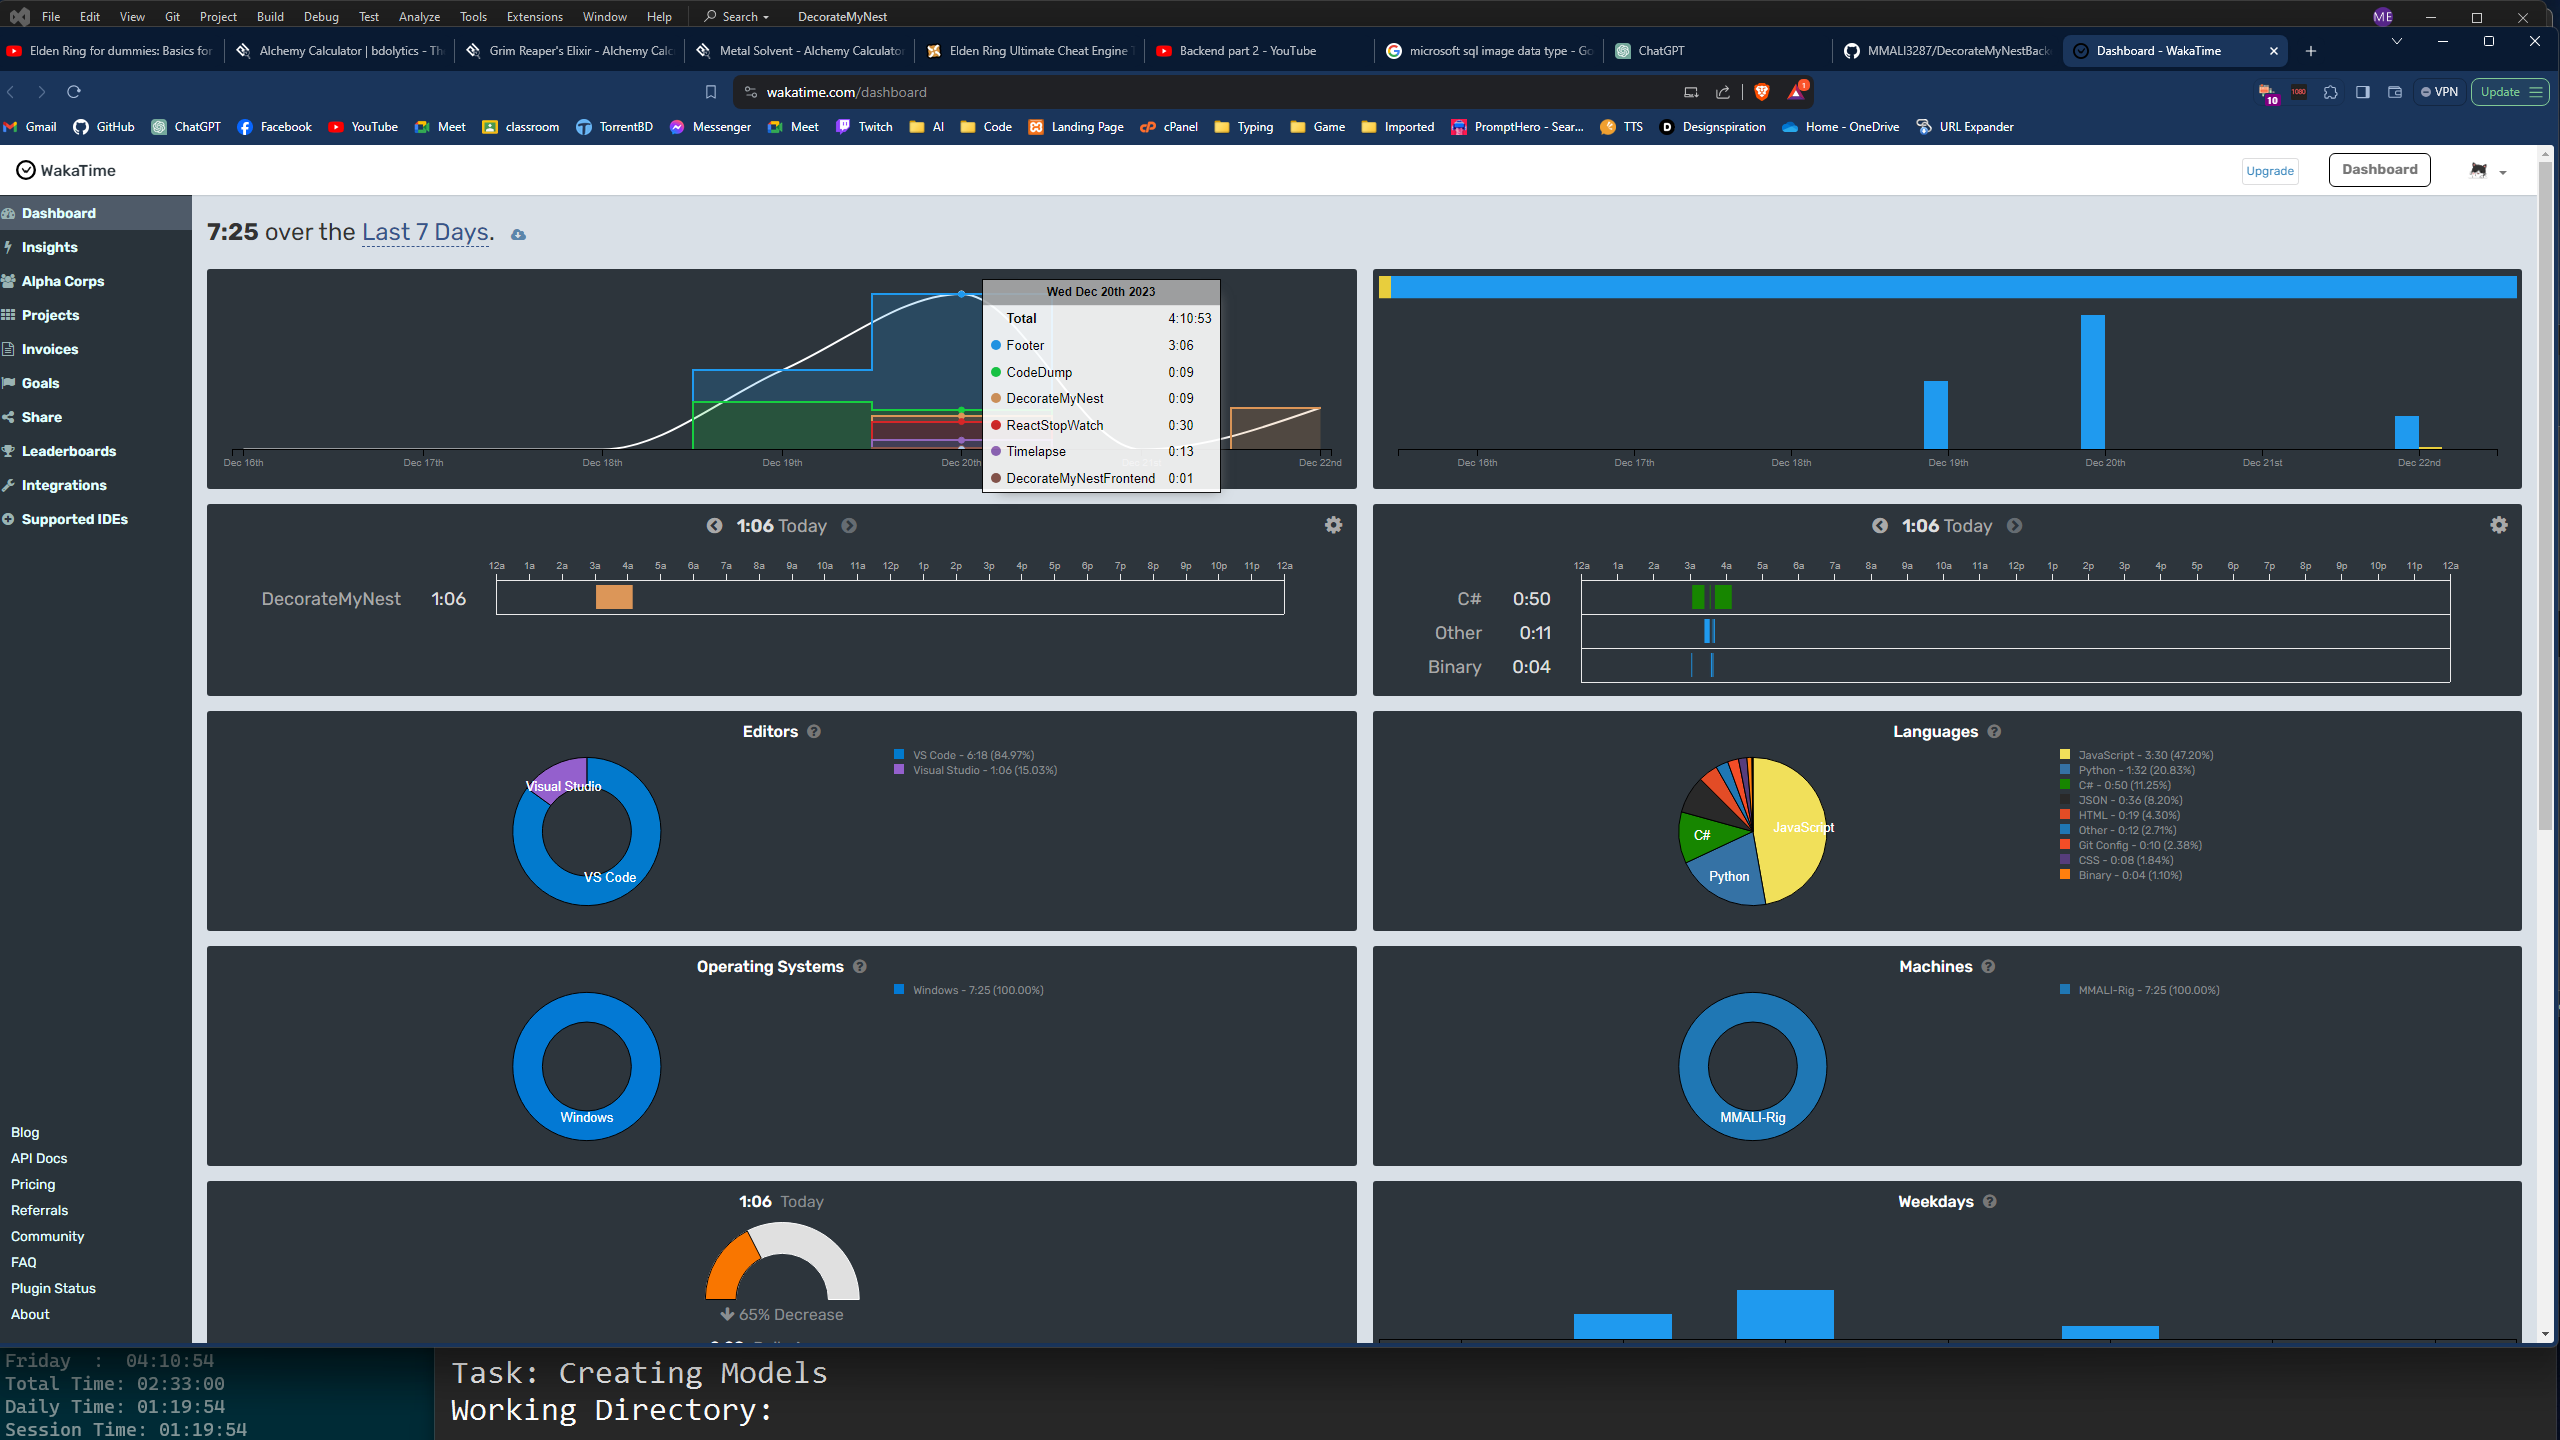 File Edit View Git Project Build Debug Test Analyze Tools Extensions Window Help Search DecorateMyNest ME
Elden Ring for dummies: Basics for Alchemy Calculator | bdolytics - Th Grim Reaper's Elixir - Alchemy Calc Metal Solvent - Alchemy Calculator Elden Ring Ultimate Cheat Engine T Backend part 2 - YouTube microsoft sql image data type - Go ChatGPT MMALI3287/DecorateMyNestBack Dashboard - WakaTime
wakatime.com/dashboard 1 10 1080 VPN Update
Gmail GitHub ChatGPT Facebook YouTube Meet classroom TorrentBD Messenger Meet Twitch AI Code Landing Page cPanel Typing Game Imported PromptHero - Sear... TTS Designspiration Home - OneDrive URL Expander
WakaTime
Upgrade
Dashboard
Dashboard
Insights
Alpha Corps
Projects
Invoices
Goals
Share
Leaderboards
Integrations
Supported IDEs
7:25 over the Last 7 Days.
Wed Dec 20th 2023
Total 4:10:53
Footer 3:06
CodeDump 0:09
DecorateMyNest 0:09
ReactStopWatch 0:30
Timelapse 0:13
DecorateMyNestFrontend 0:01
Dec 16th Dec 17th Dec 18th Dec 19th Dec 20th Dec 22nd
Dec 16th Dec 17th Dec 18th Dec 19th Dec 20th Dec 21st Dec 22nd
1:06 Today
12a 1a 2a 3a 4a 5a 6a 7a 8a 9a 10a 11a 12p 1p 2p 3p 4p 5p 6p 7p 8p 9p 10p 11p 12a
DecorateMyNest 1:06
1:06 Today
12a 1a 2a 3a 4a 5a 6a 7a 8a 9a 10a 11a 12p 1p 2p 3p 4p 5p 6p 7p 8p 9p 10p 11p 12a
C# 0:50
Other 0:11
Binary 0:04
Editors
VS Code - 6:18 (84.97%)
Visual Studio - 1:06 (15.03%)
Visual Studio
VS Code
Languages
JavaScript - 3:30 (47.20%)
Python - 1:32 (20.83%)
C# - 0:50 (11.25%)
JSON - 0:36 (8.20%)
HTML - 0:19 (4.30%)
Other - 0:12 (2.71%)
Git Config - 0:10 (2.38%)
CSS - 0:08 (1.84%)
Binary - 0:04 (1.10%)
JavaScript
C#
Python
Operating Systems
Windows - 7:25 (100.00%)
Windows
Machines
MMALI-Rig - 7:25 (100.00%)
MMALI-Rig
1:06 Today
65% Decrease
Weekdays
Blog
API Docs
Pricing
Referrals
Community
FAQ
Plugin Status
About
Friday : 04:10:54
Total Time: 02:33:00
Daily Time: 01:19:54
Session Time: 01:19:54
Task: Creating Models
Working Directory: